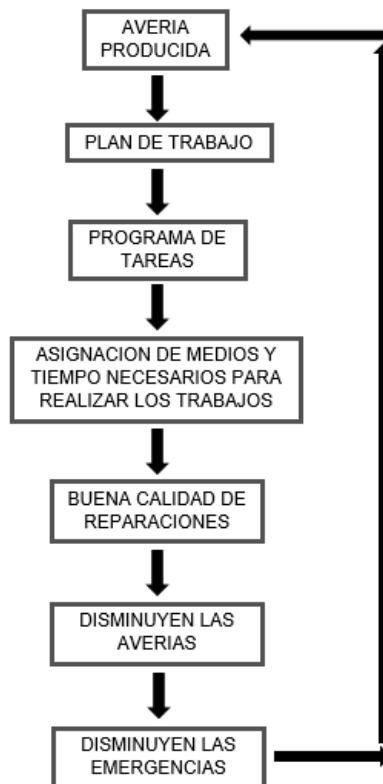 AVERIA
PRODUCIDA
PLAN DE TRABAJO
PROGRAMA DE
TAREAS
ASIGNACION DE MEDIOS Y
TIEMPO NECESARIOS PARA
REALIZAR LOS TRABAJOS
BUENA CALIDAD DE
REPARACIONES
DISMINUYEN LAS
AVERIAS
DISMINUYEN LAS
EMERGENCIAS